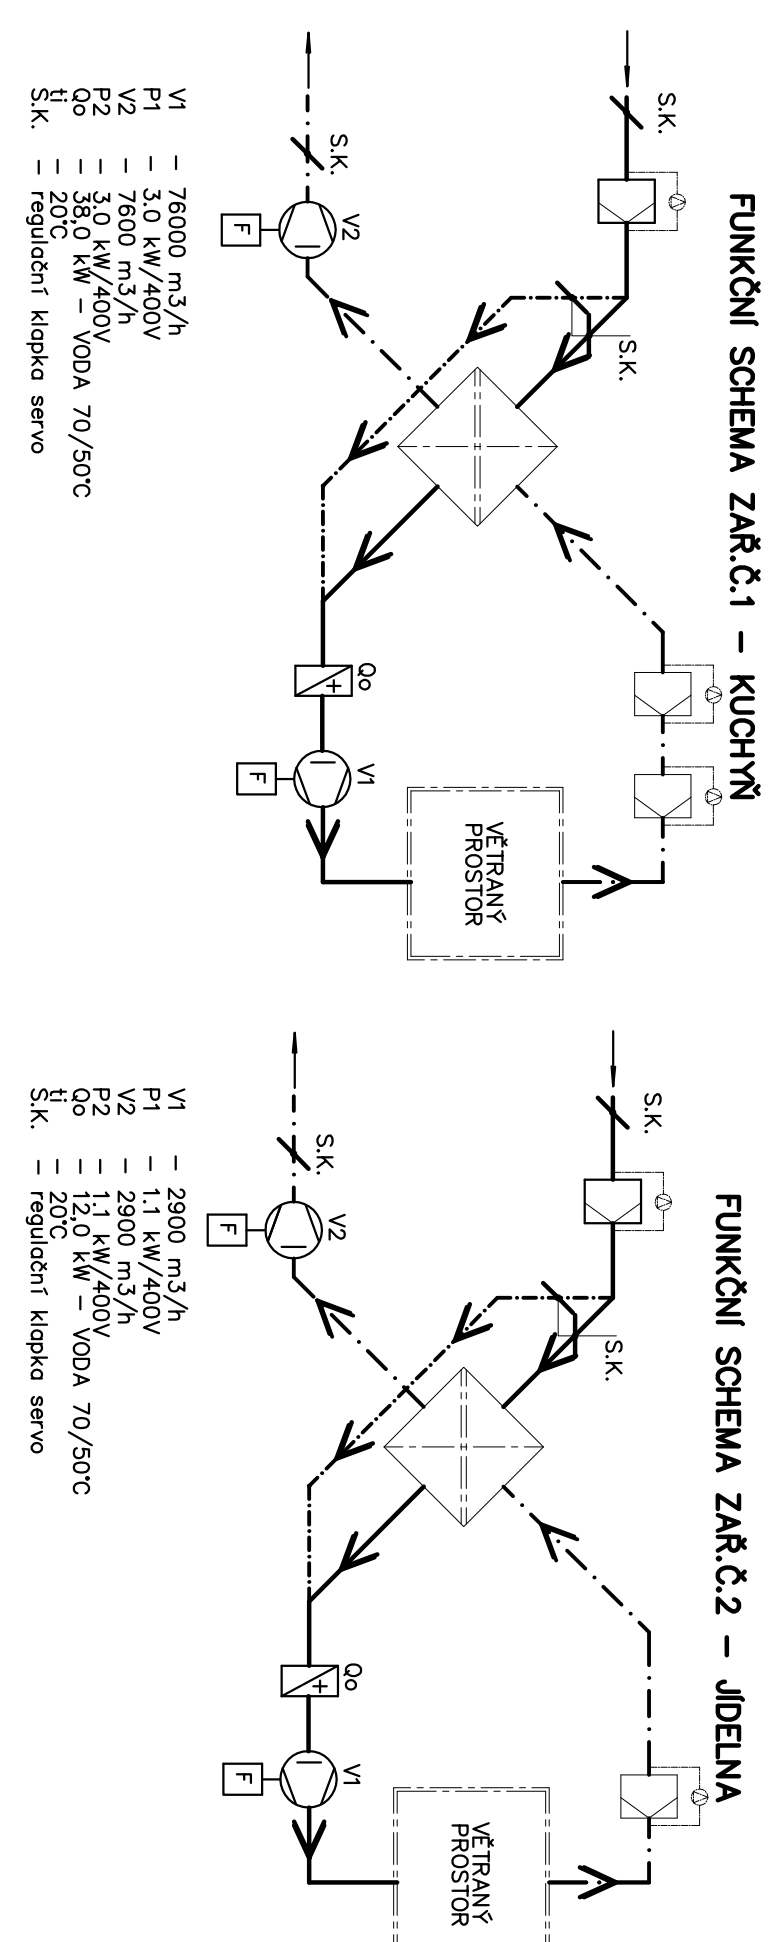 FUNKČNÍ SCHEMA ZAŘ.Č.1 – KUCHYŇ
S.K.
S.K.
S.K.
V2
F
Qo
V1
F
VĚTRANÝ
PROSTOR
V1 – 76000 m3/h
P1 – 3.0 kW/400V
V2 – 7600 m3/h
P2 – 3.0 kW/400V
Qo – 38,0 kW – VODA 70/50°C
ti – 20°C
S.K. – regulační klapka servo
FUNKČNÍ SCHEMA ZAŘ.Č.2 – JÍDELNA
S.K.
S.K.
S.K.
V2
F
Qo
V1
F
VĚTRANÝ
PROSTOR
V1 – 2900 m3/h
P1 – 1.1 kW/400V
V2 – 2900 m3/h
P2 – 1.1 kW/400V
Qo – 12,0 kW – VODA 70/50°C
ti – 20°C
S.K. – regulační klapka servo